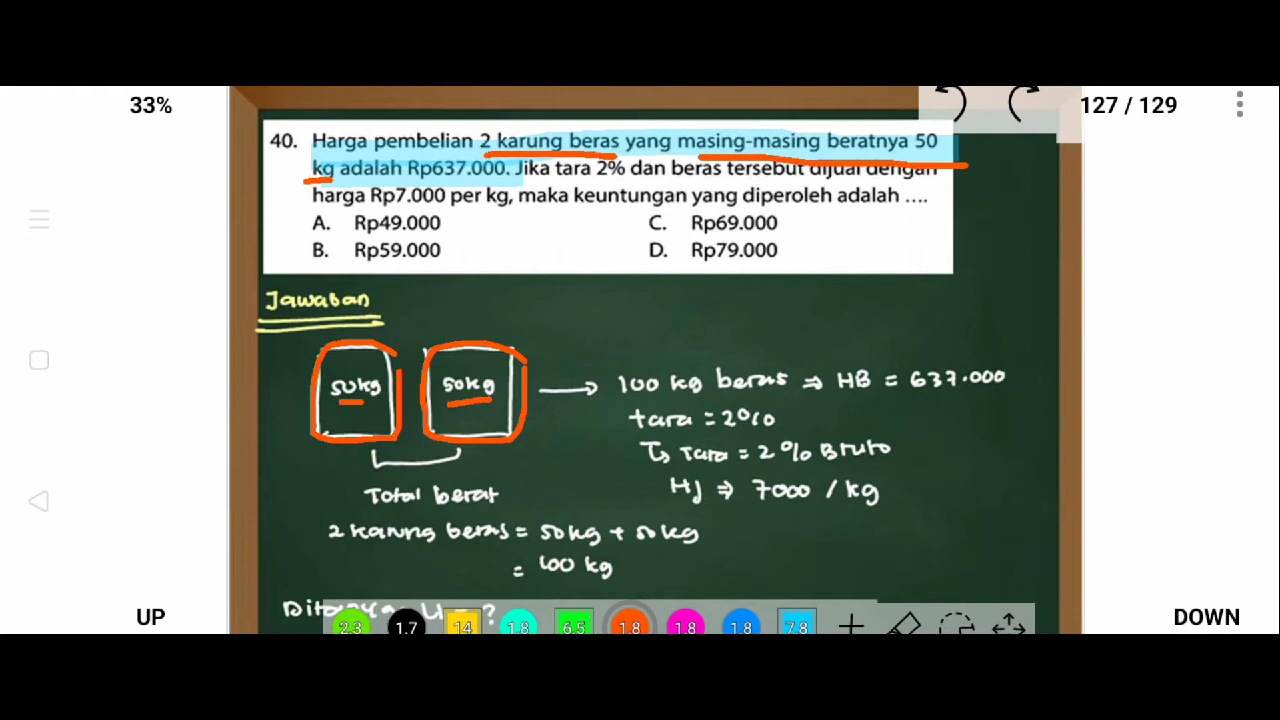 33%
127 / 129
40. Harga pembelian 2 karung beras yang masing-masing beratnya 50
kg adalah Rp637.000. Jika tara 2% dan beras tersebut dijual dengan
harga Rp7.000 per kg, maka keuntungan yang diperoleh adalah ....
A. Rp49.000 C. Rp69.000
B. Rp59.000 D. Rp79.000
Jawaban
50kg 50kg 100 kg beras ⇒ HB = 637.000
tara = 2%
↳ Tara = 2% Bruto
HJ ⇒ 7000 / kg
Total berat
2 karung beras = 50kg + 50kg
= 100 kg
?
UP
DOWN
2.3 1.7 14 1.8 6.5 1.8 1.8 1.8 7.8